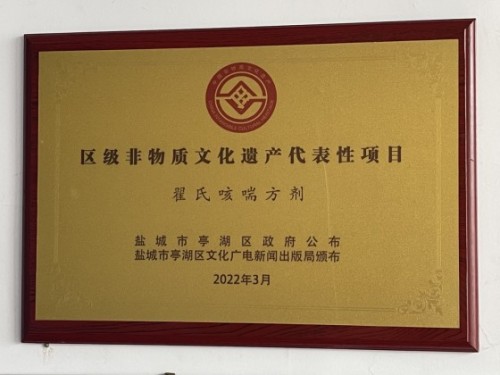 区级非物质文化遗产代表性项目
翟氏咳喘方剂
盐城市亭湖区政府公布
盐城市亭湖区文化广电新闻出版局颁布
2022年3月